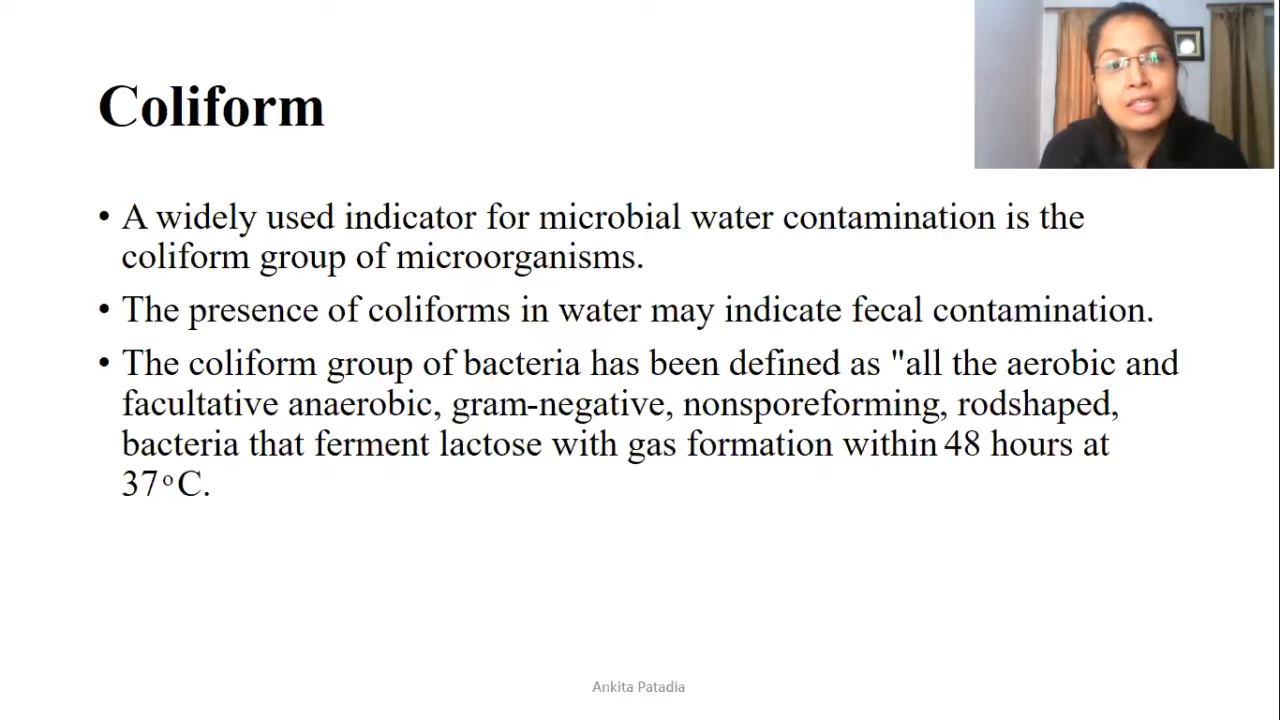 Coliform
• A widely used indicator for microbial water contamination is the
coliform group of microorganisms.
• The presence of coliforms in water may indicate fecal contamination.
• The coliform group of bacteria has been defined as "all the aerobic and
facultative anaerobic, gram-negative, nonsporeforming, rodshaped,
bacteria that ferment lactose with gas formation within 48 hours at
37°C.
Ankita Patadia